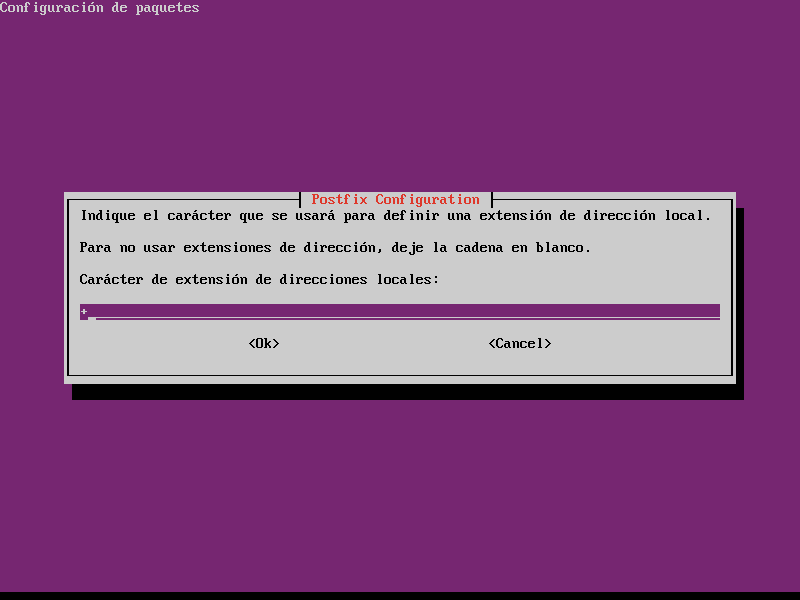 Configuración de paquetes
Postfix Configuration
Indique el carácter que se usará para definir una extensión de dirección local.
Para no usar extensiones de dirección, deje la cadena en blanco.
Carácter de extensión de direcciones locales:
+
<Ok> <Cancel>